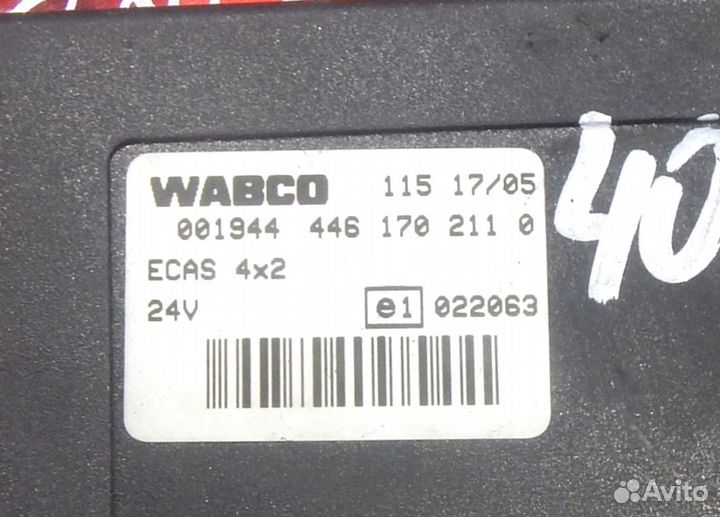 WABCO 115 17/05
001944 446 170 211 0
ECAS 4x2
24V e1 022063
40
Avito